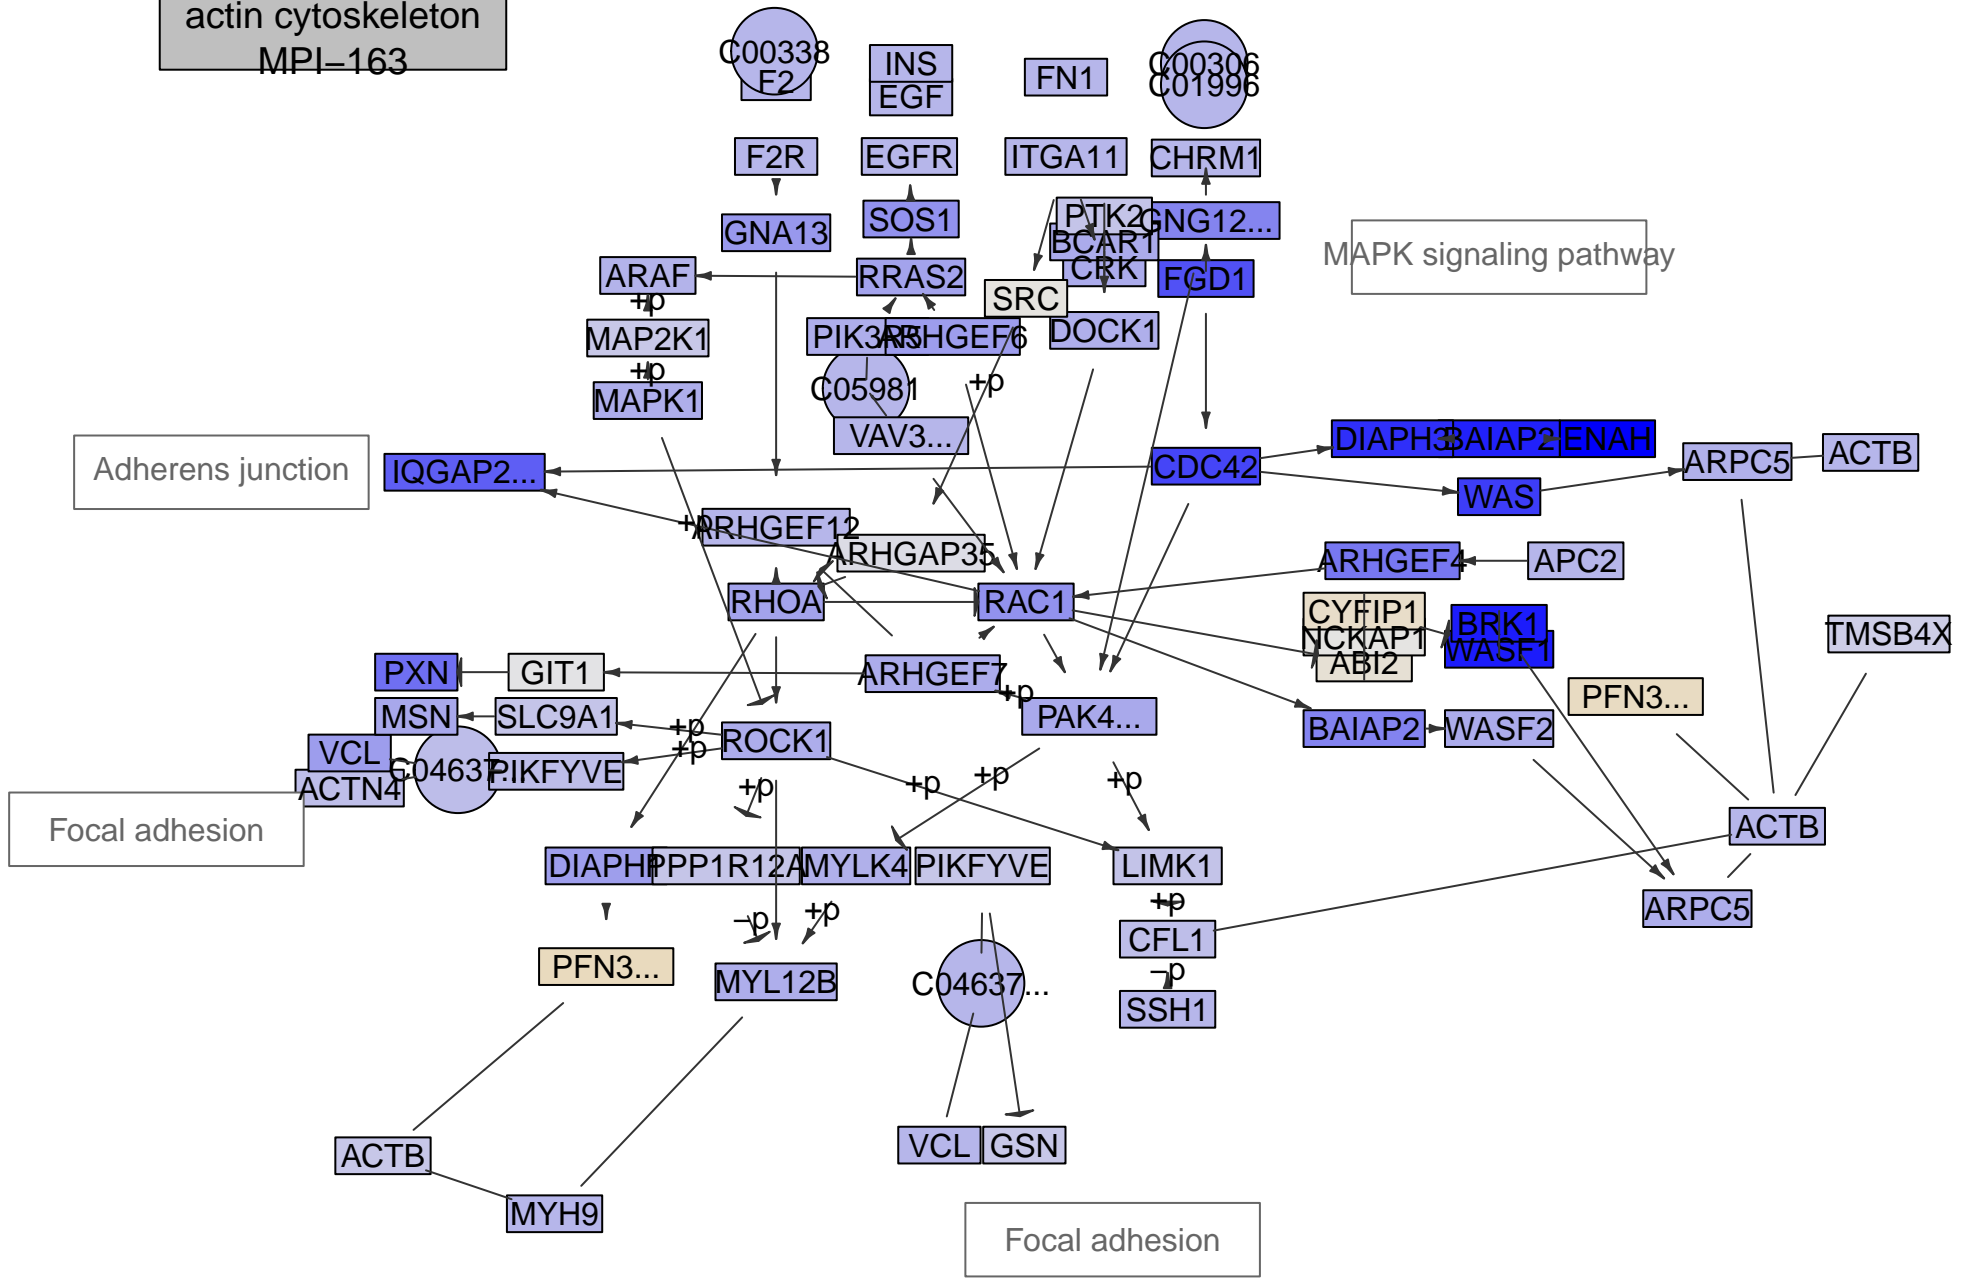 actin cytoskeleton
MPI−163
C00338
F2
INS
EGF
FN1
C00306
C01996
F2R
EGFR
ITGA11
CHRM1
GNA13
SOS1
PTK2
GNG12...
BCAR1
CRK
MAPK signaling pathway
ARAF
RRAS2
SRC
FGD1
+p
MAP2K1
PIK3R5
ARHGEF6
DOCK1
+p
MAPK1
C05981
+p
VAV3...
DIAPH3
BAIAP2
ENAH
ARPC5
ACTB
Adherens junction
IQGAP2...
CDC42
WAS
+p
ARHGEF12
ARHGAP35
ARHGEF4
APC2
RHOA
RAC1
CYFIP1
NCKAP1
ABI2
BRK1
WASF1
TMSB4X
PXN
GIT1
ARHGEF7
+p
PFN3...
MSN
SLC9A1
+p
PAK4...
BAIAP2
WASF2
VCL
ACTN4
C04637...
PIKFYVE
+p
ROCK1
+p
+p
+p
+p
Focal adhesion
ACTB
PPP1R12A
MYLK4
PIKFYVE
LIMK1
+p
ARPC5
−p
+p
CFL1
PFN3...
MYL12B
C04637...
−p
SSH1
ACTB
VCL
GSN
MYH9
Focal adhesion